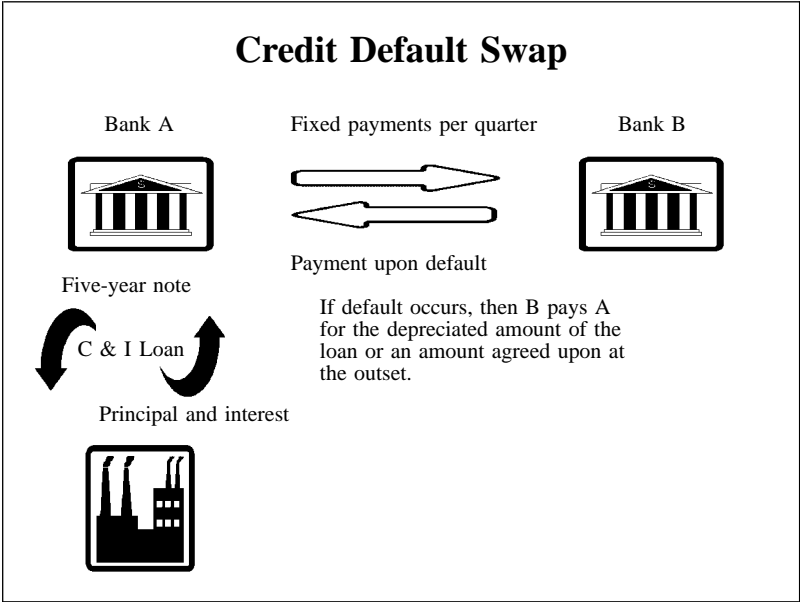 Credit Default Swap
Bank A
Fixed payments per quarter
Bank B
$
$
Payment upon default
Five-year note
If default occurs, then B pays A
for the depreciated amount of the
loan or an amount agreed upon at
the outset.
C & I Loan
Principal and interest